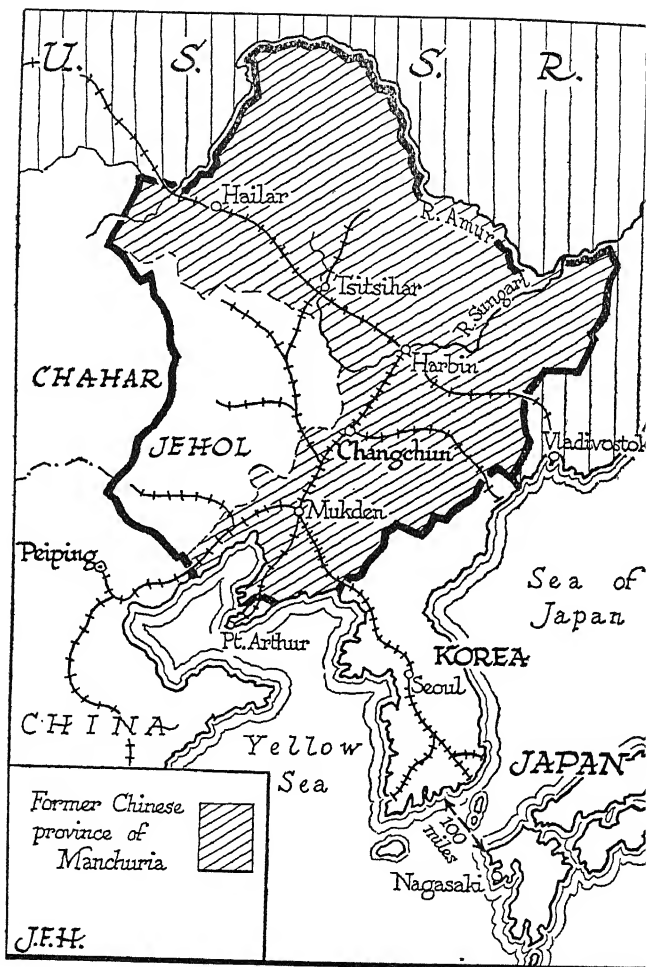 U. S. S. R.
Hailar
R. Amur
Tsitsihar
R. Sungari
Harbin
CHAHAR
JEHOL
Changchun
Vladivostok
Mukden
Peiping
Sea of
Japan
Pt. Arthur
KOREA
Seoul
CHINA
Yellow
Sea
JAPAN
100
miles
Nagasaki
Former Chinese
province of
Manchuria
J.F.H.